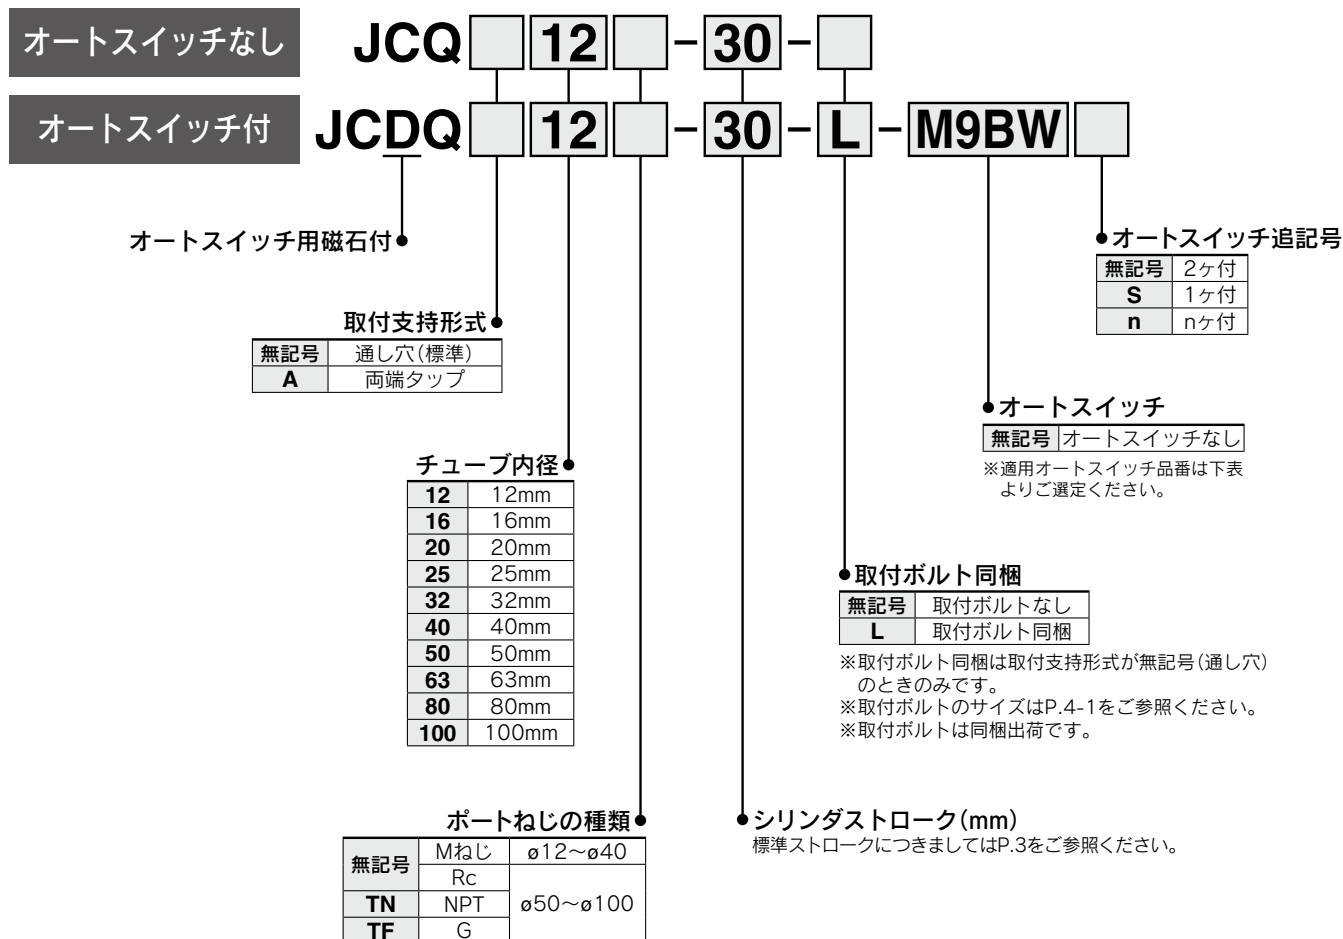 オートスイッチなし JCQ 12 -30-
オートスイッチ付 JCDQ 12 -30-L-M9BW
オートスイッチ用磁石付
オートスイッチ追記号
無記号 2ヶ付
S 1ヶ付
n nヶ付
取付支持形式
無記号 通し穴(標準)
A 両端タップ
オートスイッチ
無記号 オートスイッチなし
※適用オートスイッチ品番は下表
よりご選定ください。
チューブ内径
12 12mm
16 16mm
20 20mm
25 25mm
32 32mm
40 40mm
50 50mm
63 63mm
80 80mm
100 100mm
取付ボルト同梱
無記号 取付ボルトなし
L 取付ボルト同梱
※取付ボルト同梱は取付支持形式が無記号(通し穴)
のときのみです。
※取付ボルトのサイズはP.4-1をご参照ください。
※取付ボルトは同梱出荷です。
ポートねじの種類
無記号 Mねじ ø12~ø40
Rc ø50~ø100
TN NPT
TF G
シリンダストローク(mm)
標準ストロークにつきましてはP.3をご参照ください。